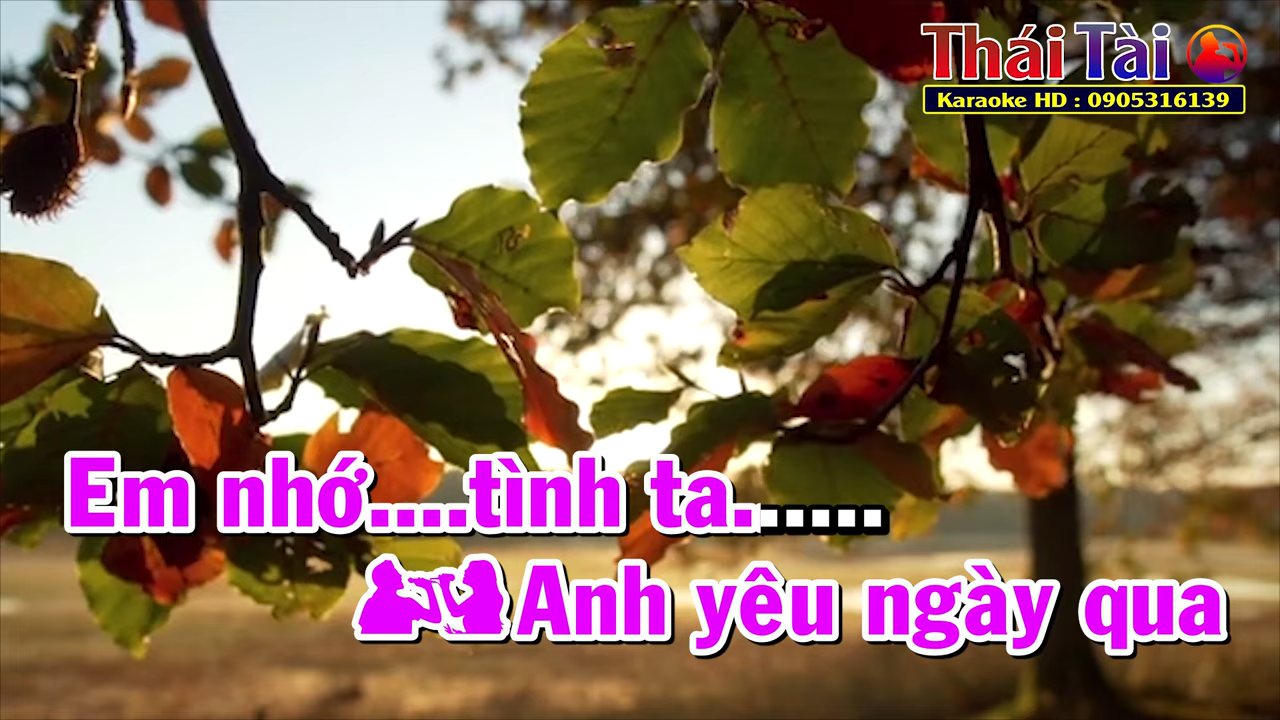 Thái Tài
Karaoke HD : 0905316139
Em nhớ....tình ta.......
Anh yêu ngày qua